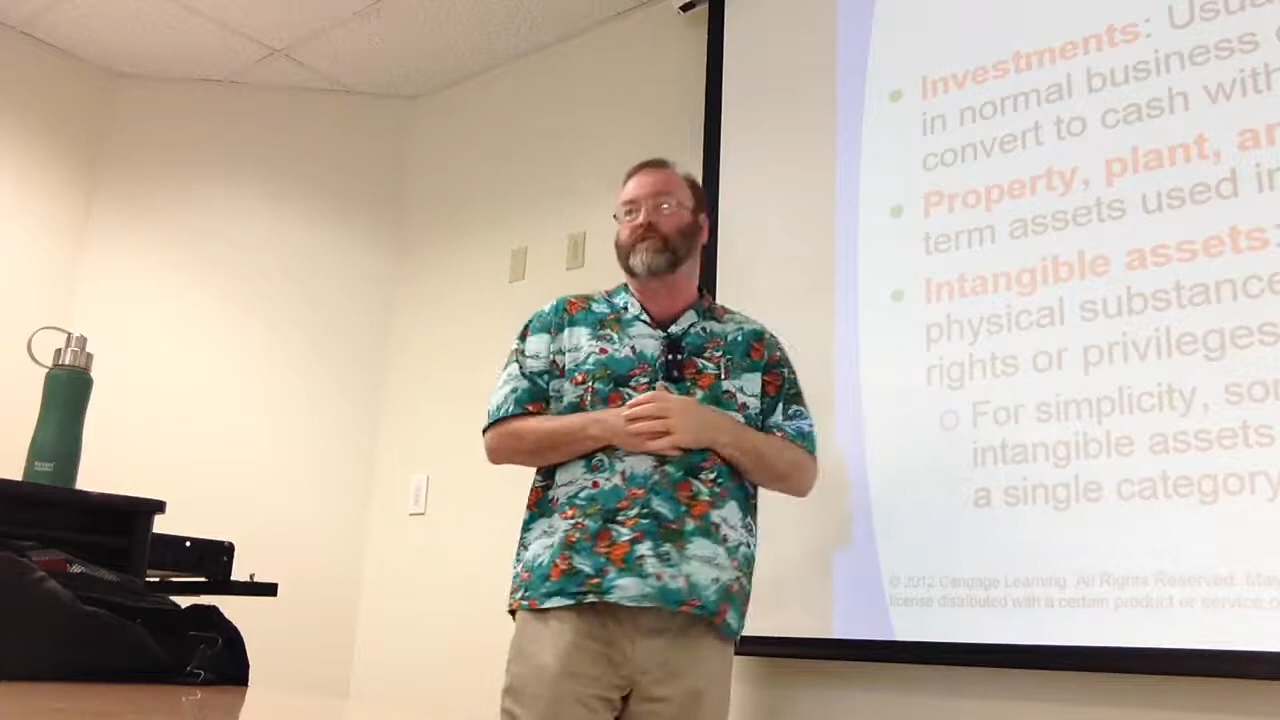 Investments: Usua
in normal business
convert to cash with
Property, plant, an
term assets used in
Intangible assets:
physical substance
rights or privileges
For simplicity, so
intangible assets
a single category
© 2012 Cengage Learning. All Rights Reserved. May
license distributed with a certain product or service o